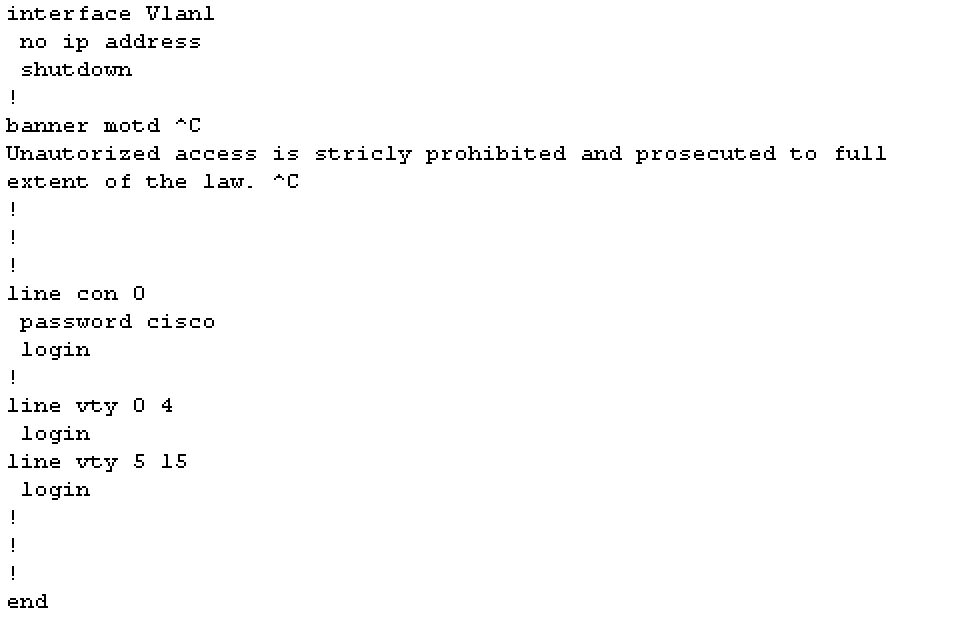 interface Vlan1
no ip address
shutdown
!
banner motd ^C
Unautorized access is stricly prohibited and prosecuted to full
extent of the law. ^C
!
!
!
line con 0
password cisco
login
!
line vty 0 4
login
line vty 5 15
login
!
!
!
end